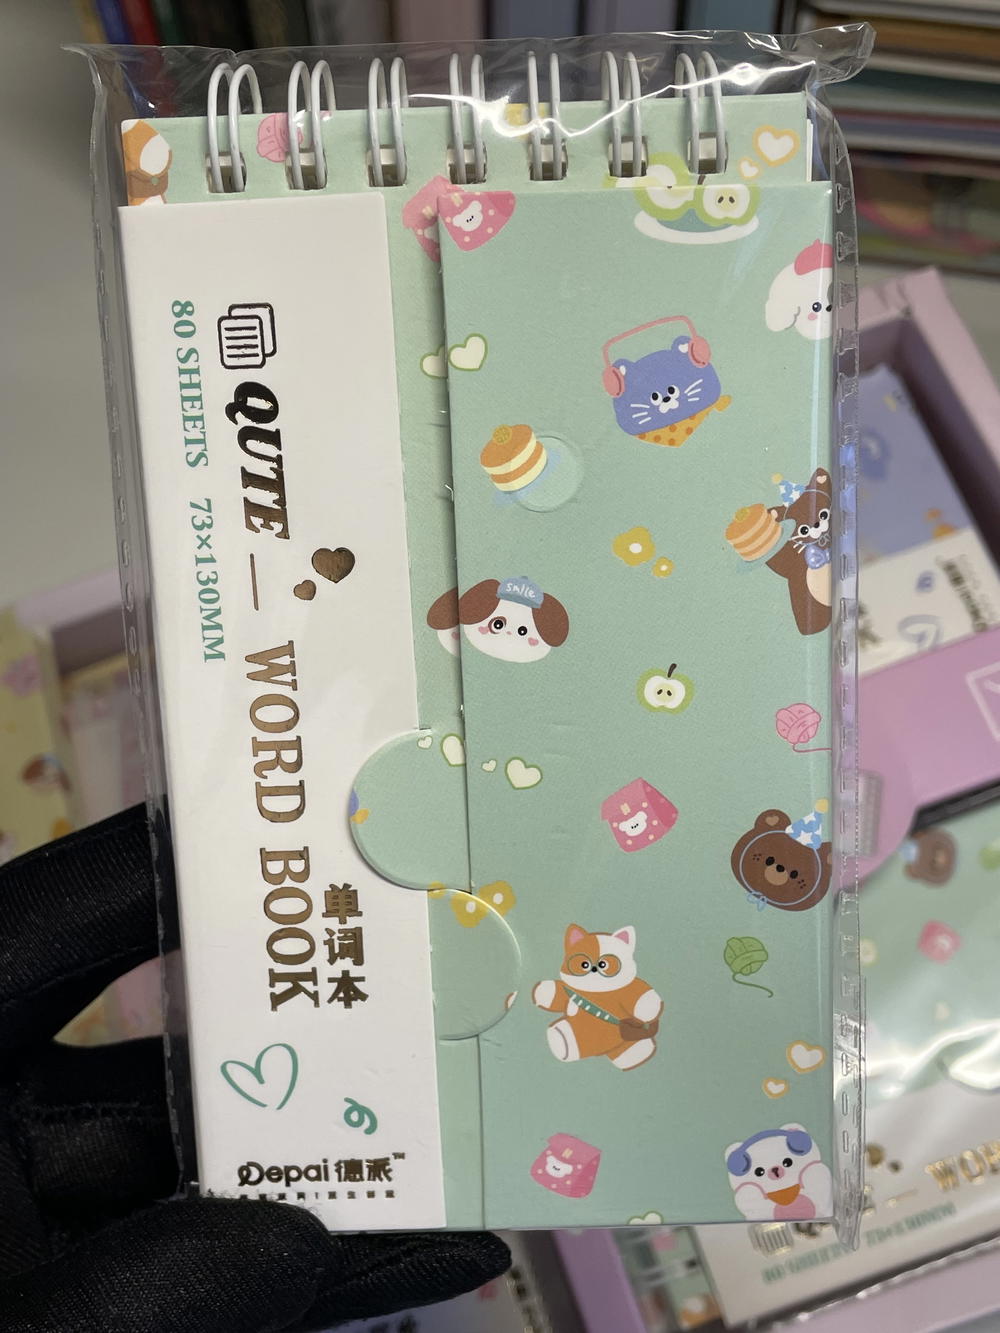 QUTE — WORD BOOK
单词本
80 SHEETS 73×130MM
Depai 德派™
smile